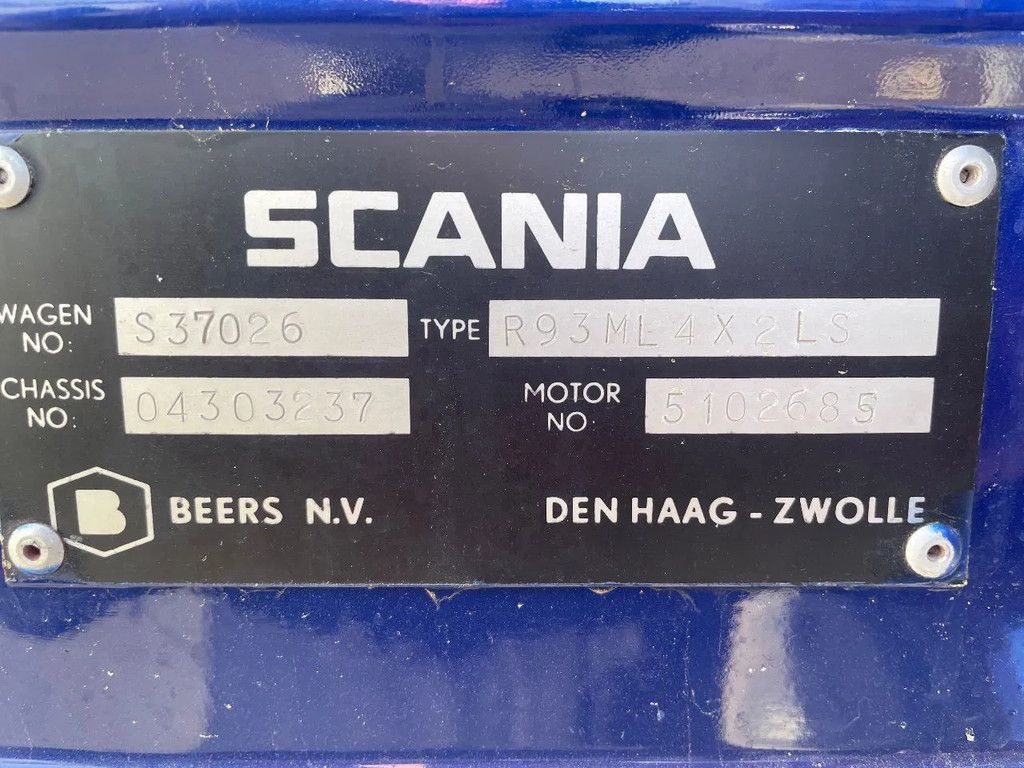 SCANIA
WAGEN NO: S37026 TYPE R93ML4X2LS
CHASSIS NO: 04303237 MOTOR NO: 5102685
B BEERS N.V. DEN HAAG - ZWOLLE